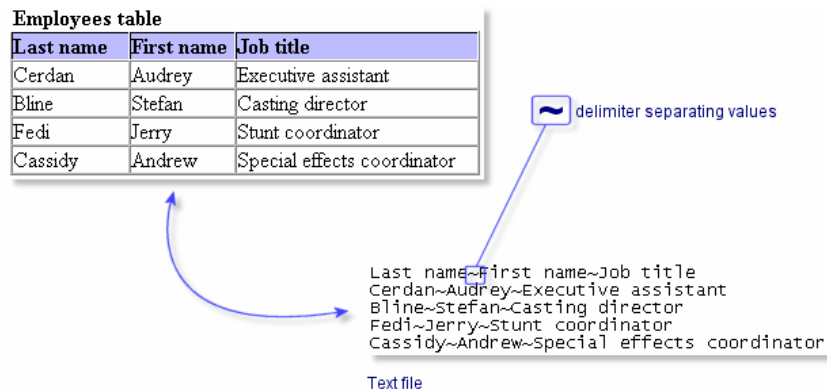 Employees table
Last name First name Job title
Cerdan Audrey Executive assistant
Bline Stefan Casting director
Fedi Jerry Stunt coordinator
Cassidy Andrew Special effects coordinator
~ delimiter separating values
Last name~First name~Job title
Cerdan~Audrey~Executive assistant
Bline~Stefan~Casting director
Fedi~Jerry~Stunt coordinator
Cassidy~Andrew~Special effects coordinator
Text file